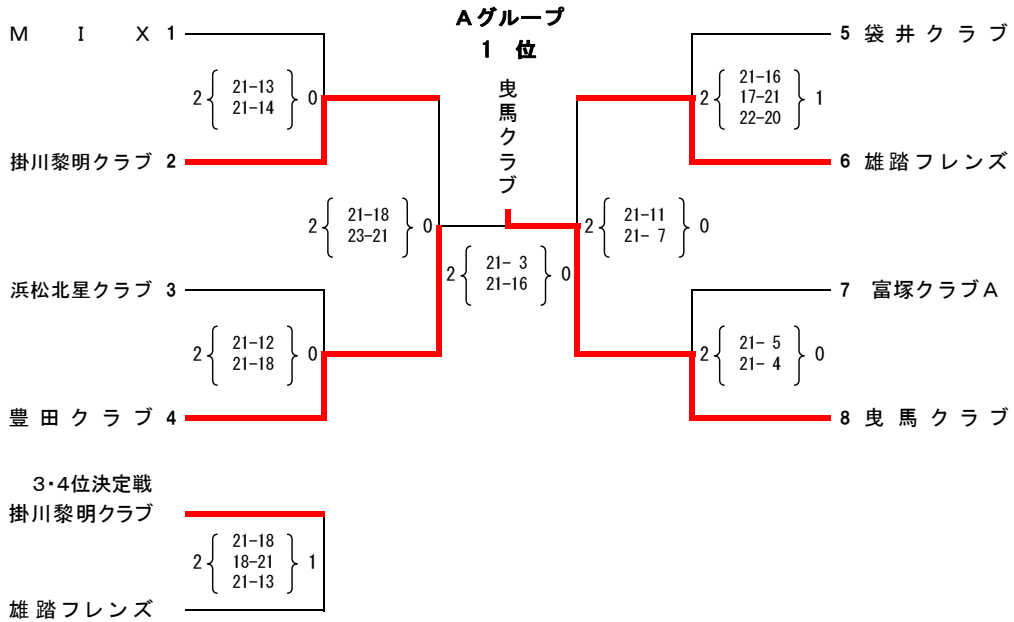 Aグループ
1 位
曳馬クラブ
M I X 1
2 21-13 0
21-14
掛川黎明クラブ 2
2 21-18 0
23-21
浜松北星クラブ 3
2 21-12 0
21-18
豊田クラブ 4
2 21- 3 0
21-16
5 袋井クラブ
21-16
2 17-21 1
22-20
6 雄踏フレンズ
2 21-11 0
21- 7
7 富塚クラブA
2 21- 5 0
21- 4
8 曳馬クラブ
3・4位決定戦
掛川黎明クラブ
21-18
2 18-21 1
21-13
雄踏フレンズ